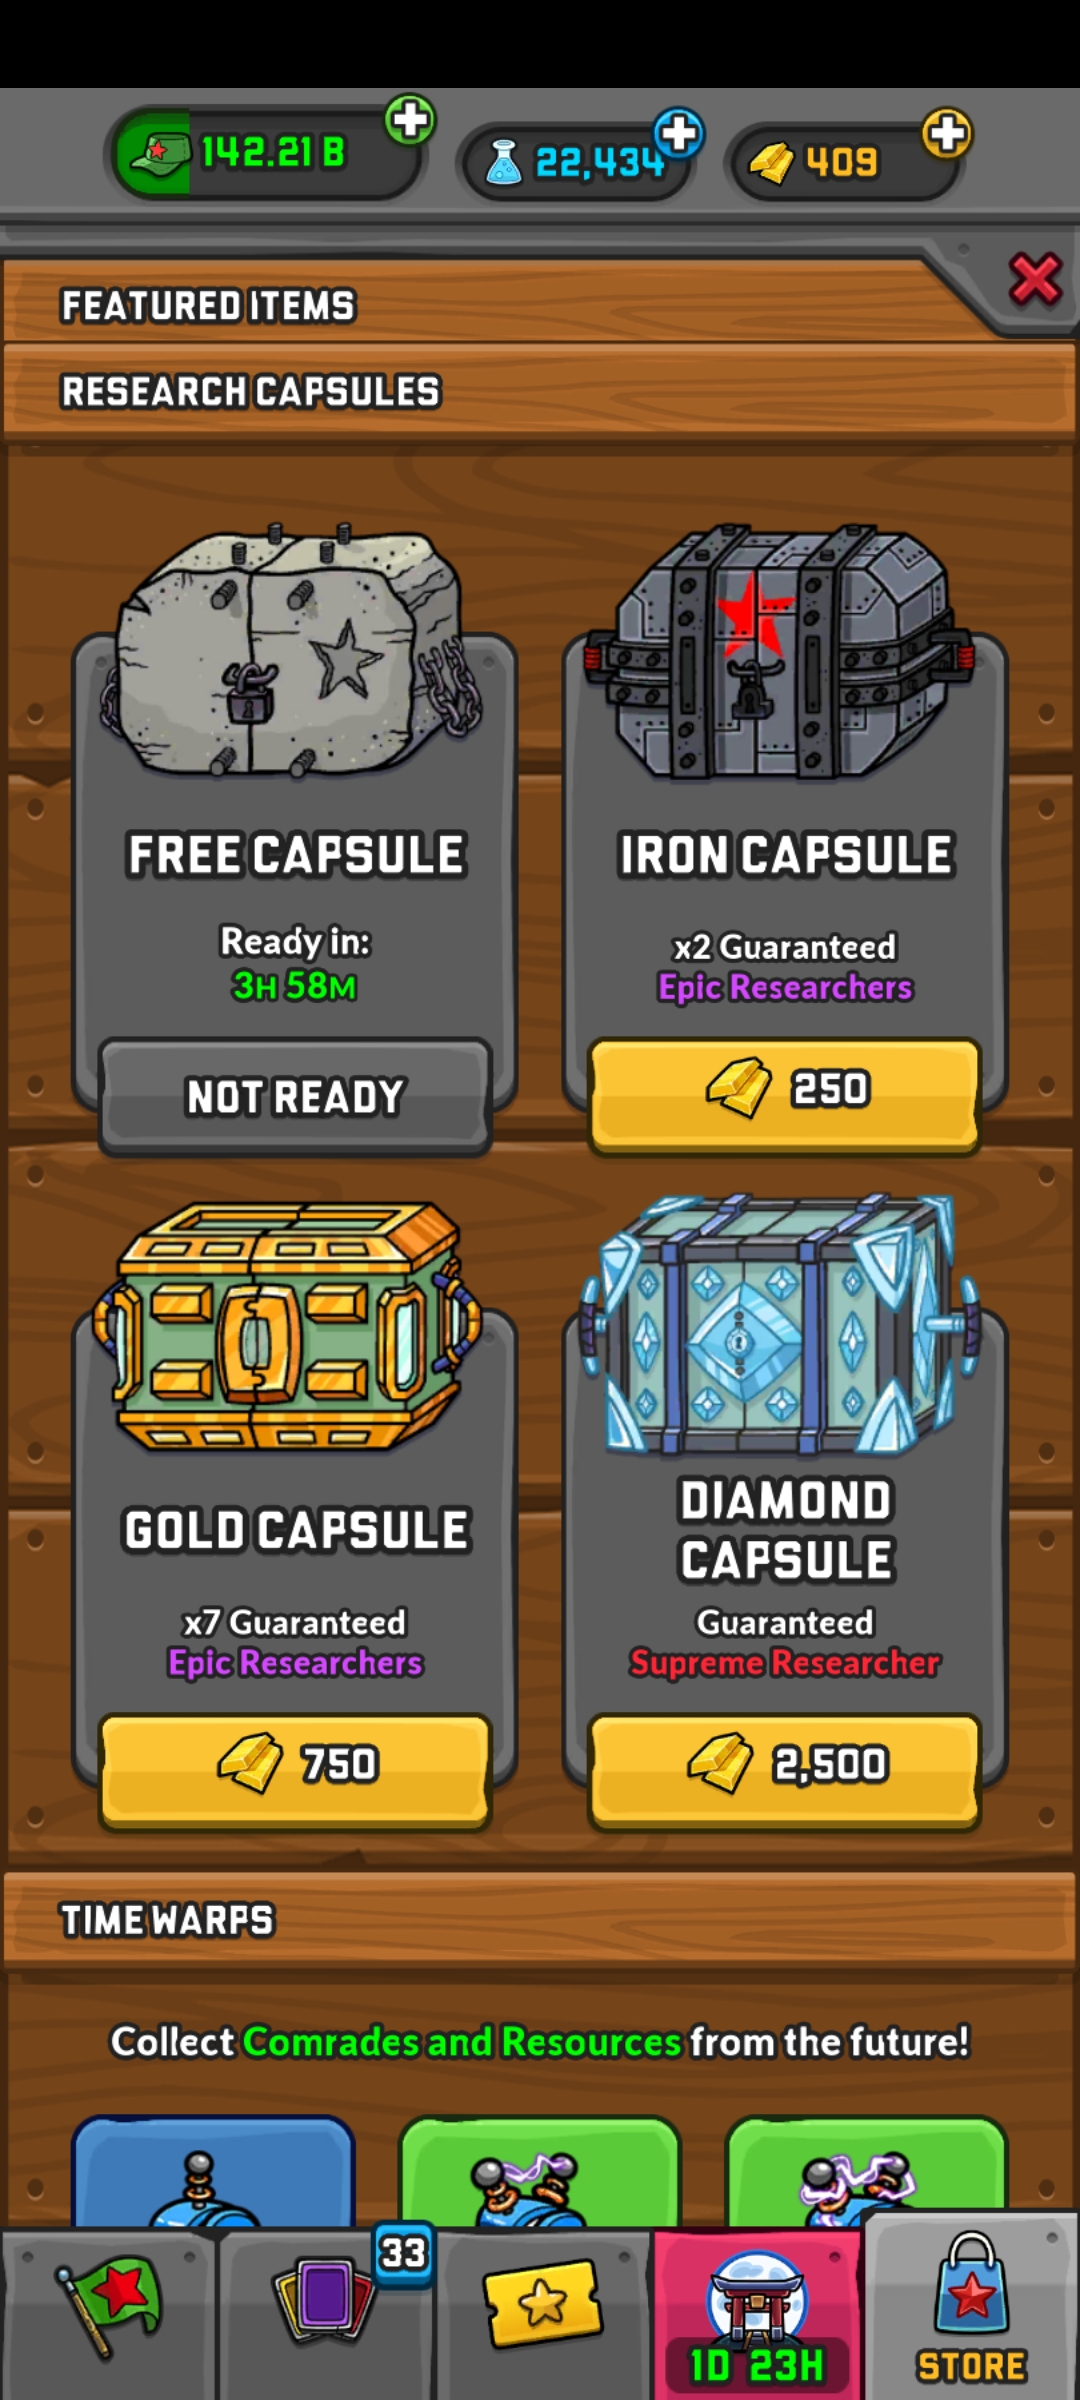 142.21 B
22,434
409
FEATURED ITEMS
RESEARCH CAPSULES
FREE CAPSULE
Ready in:
3H 58M
NOT READY
IRON CAPSULE
x2 Guaranteed
Epic Researchers
250
GOLD CAPSULE
x7 Guaranteed
Epic Researchers
750
DIAMOND
CAPSULE
Guaranteed
Supreme Researcher
2,500
TIME WARPS
Collect Comrades and Resources from the future!
33
1D 23H
STORE